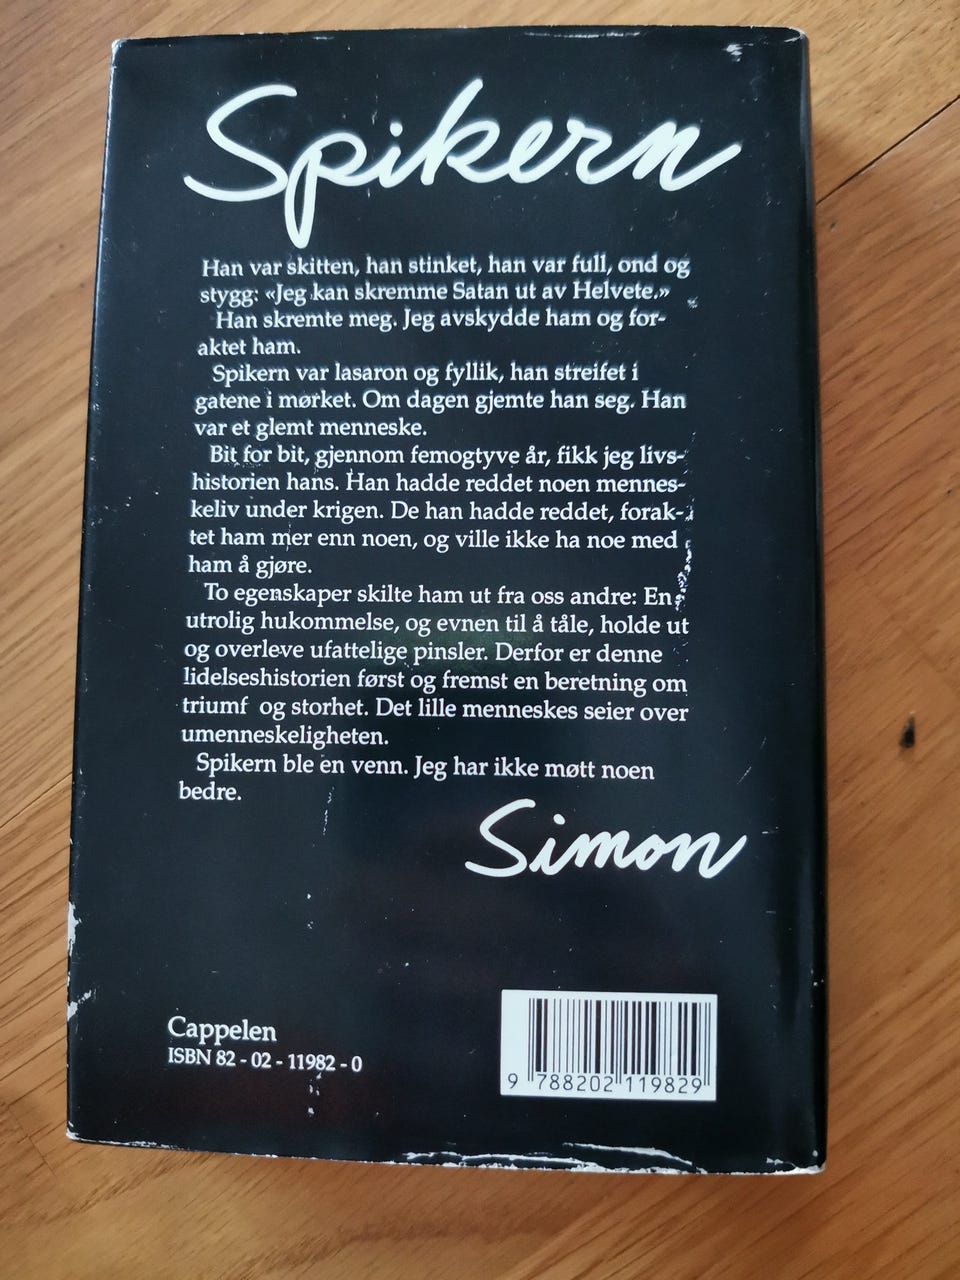 Spikern
Han var skitten, han stinket, han var full, ond og
stygg: «Jeg kan skremme Satan ut av Helvete.»
Han skremte meg. Jeg avskydde ham og for-
aktet ham.
Spikern var lasaron og fyllik, han streifet i
gatene i mørket. Om dagen gjemte han seg. Han
var et glemt menneske.
Bit for bit, gjennom femogtyve år, fikk jeg livs-
historien hans. Han hadde reddet noen mennes-
keliv under krigen. De han hadde reddet, forak-
tet ham mer enn noen, og ville ikke ha noe med
ham å gjøre.
To egenskaper skilte ham ut fra oss andre: En
utrolig hukommelse, og evnen til å tåle, holde ut
og overleve ufattelige pinsler. Derfor er denne
lidelseshistorien først og fremst en beretning om
triumf og storhet. Det lille menneskes seier over
umenneskeligheten.
Spikern ble en venn. Jeg har ikke møtt noen
bedre.
Simon
Cappelen
ISBN 82 - 02 - 11982 - 0
9 788202 119829